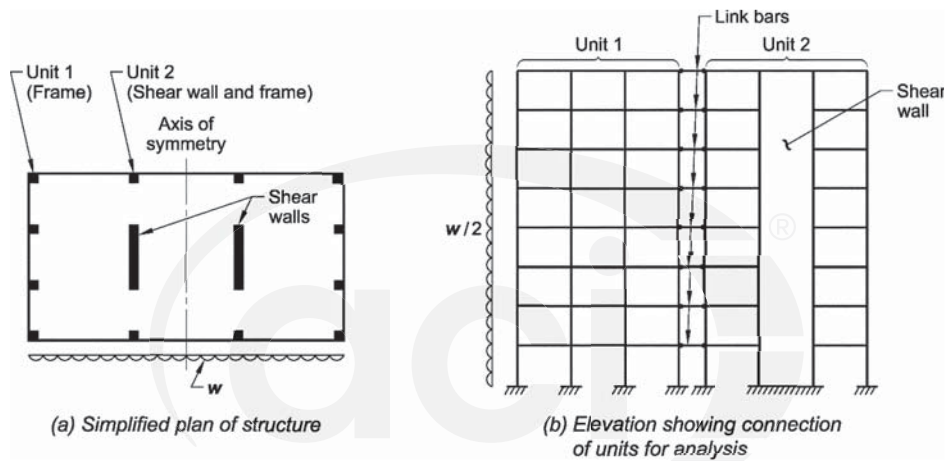 Link bars
Unit 1
Unit 2
Unit 1
(Frame)
Unit 2
(Shear wall and frame)
Axis of
symmetry
Shear
wall
Shear
walls
w/2
w
aci®
(a) Simplified plan of structure
(b) Elevation showing connection
of units for analysis